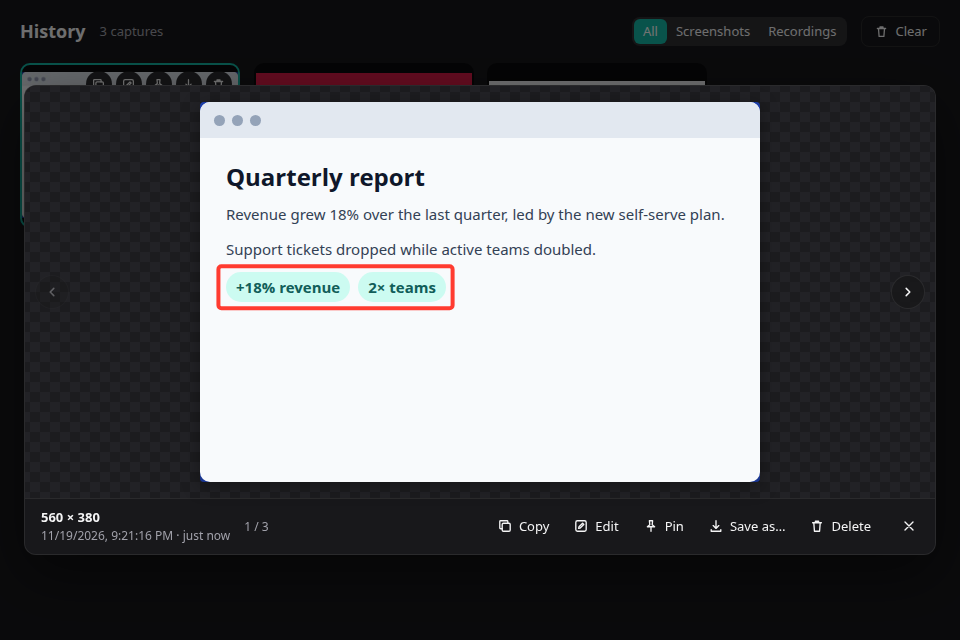 History 3 captures All Screenshots Recordings Clear
Quarterly report
Revenue grew 18% over the last quarter, led by the new self-serve plan.
Support tickets dropped while active teams doubled.
+18% revenue 2× teams
560 × 380
11/19/2026, 9:21:16 PM · just now 1 / 3 Copy Edit Pin Save as... Delete